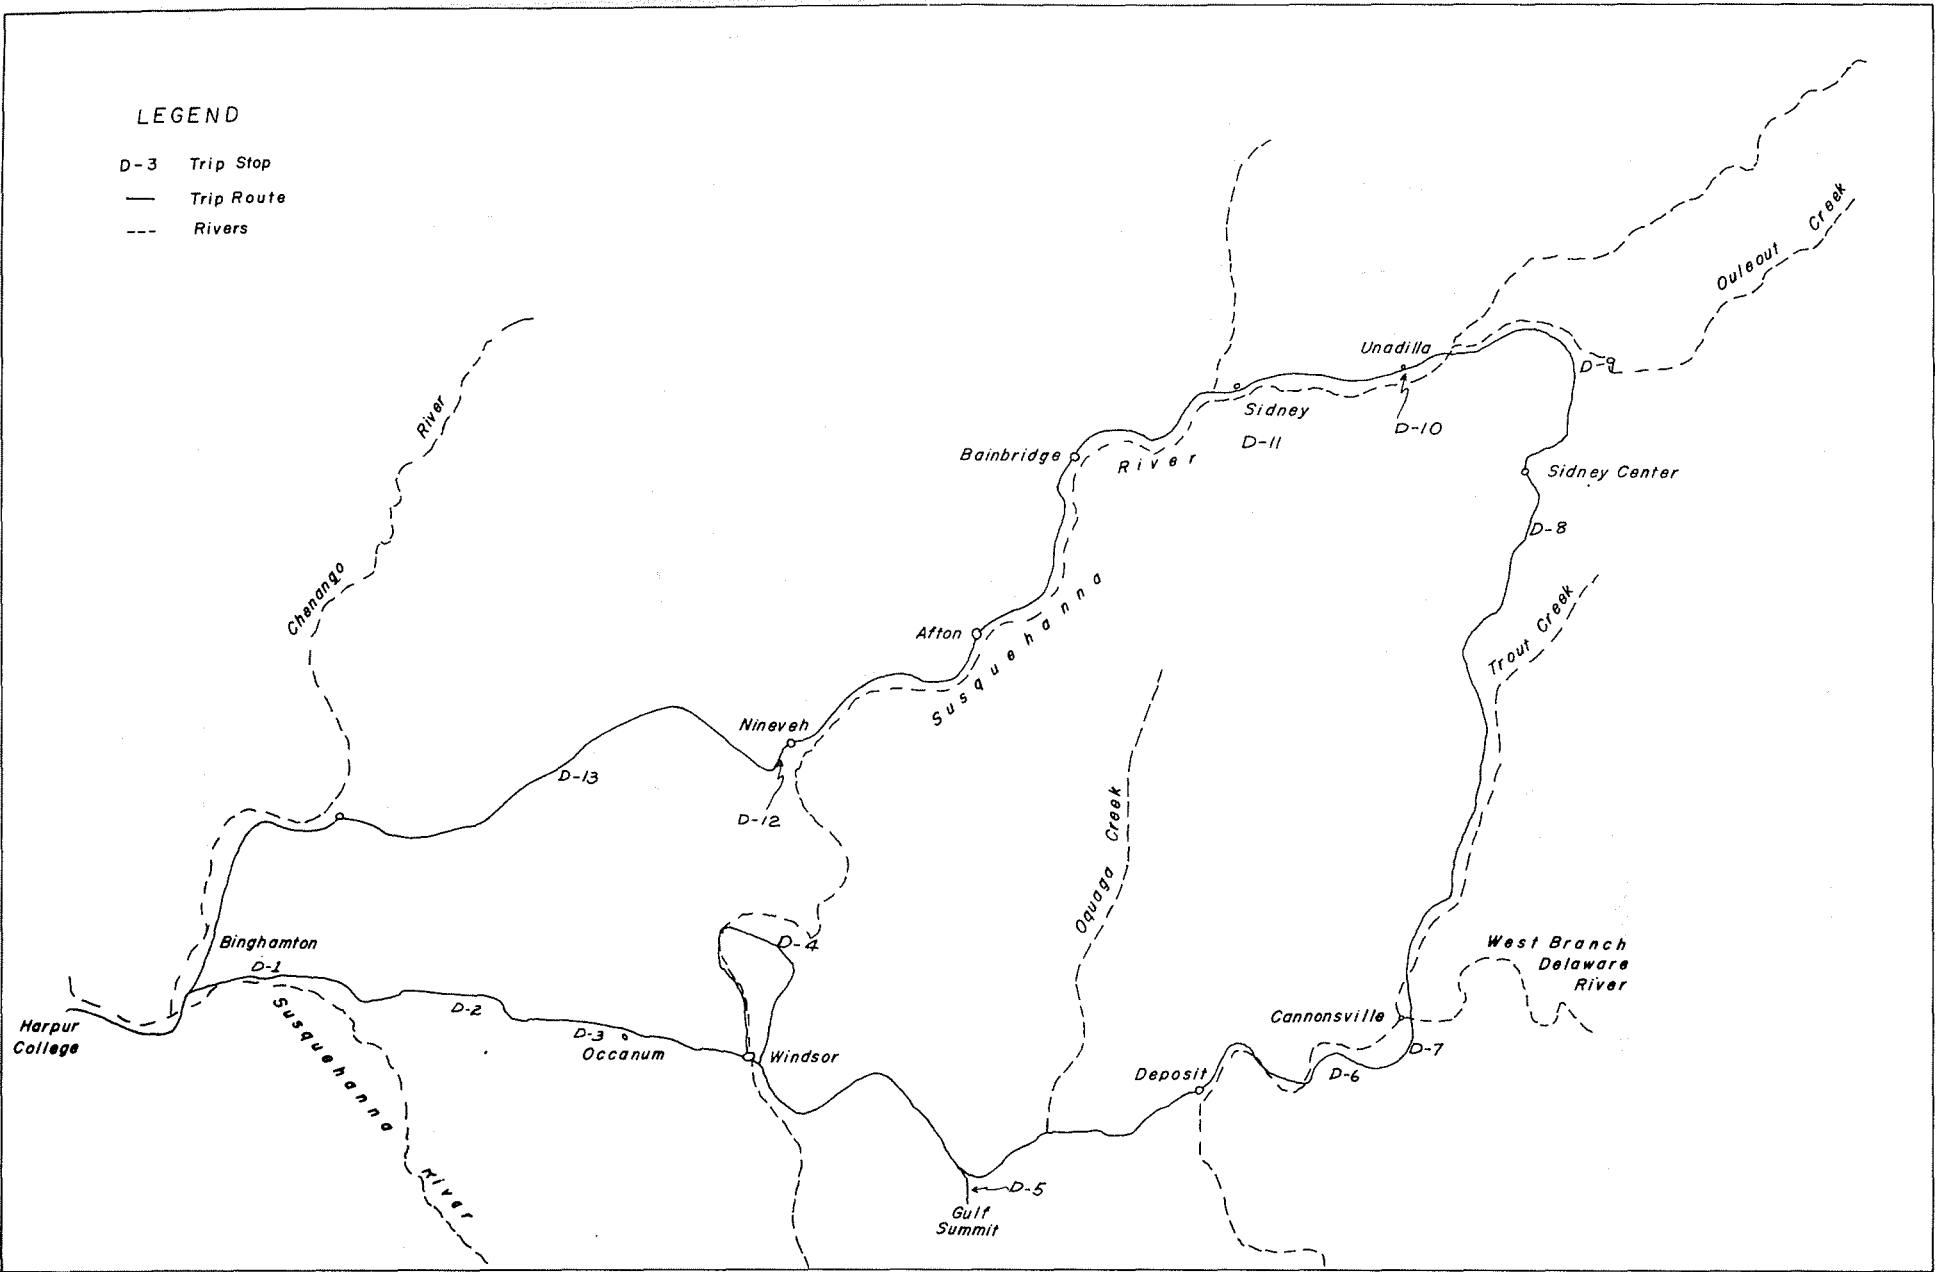 LEGEND
D-3 Trip Stop
Trip Route
Rivers
Creek
Ouleout
Unadilla
D-9
River
Sidney
D-10
D-11
Bainbridge
River
Sidney Center
D-8
Chenango
Trout Creek
Afton
Susquehanna
Nineveh
D-13
D-12
Oquaga Creek
Binghamton
D-4
West Branch
Delaware
River
D-1
D-2
Susquehanna
River
Cannonsville
Harpur
College
D-3
Occanum
Windsor
D-7
Deposit
D-6
D-5
Gulf
Summit